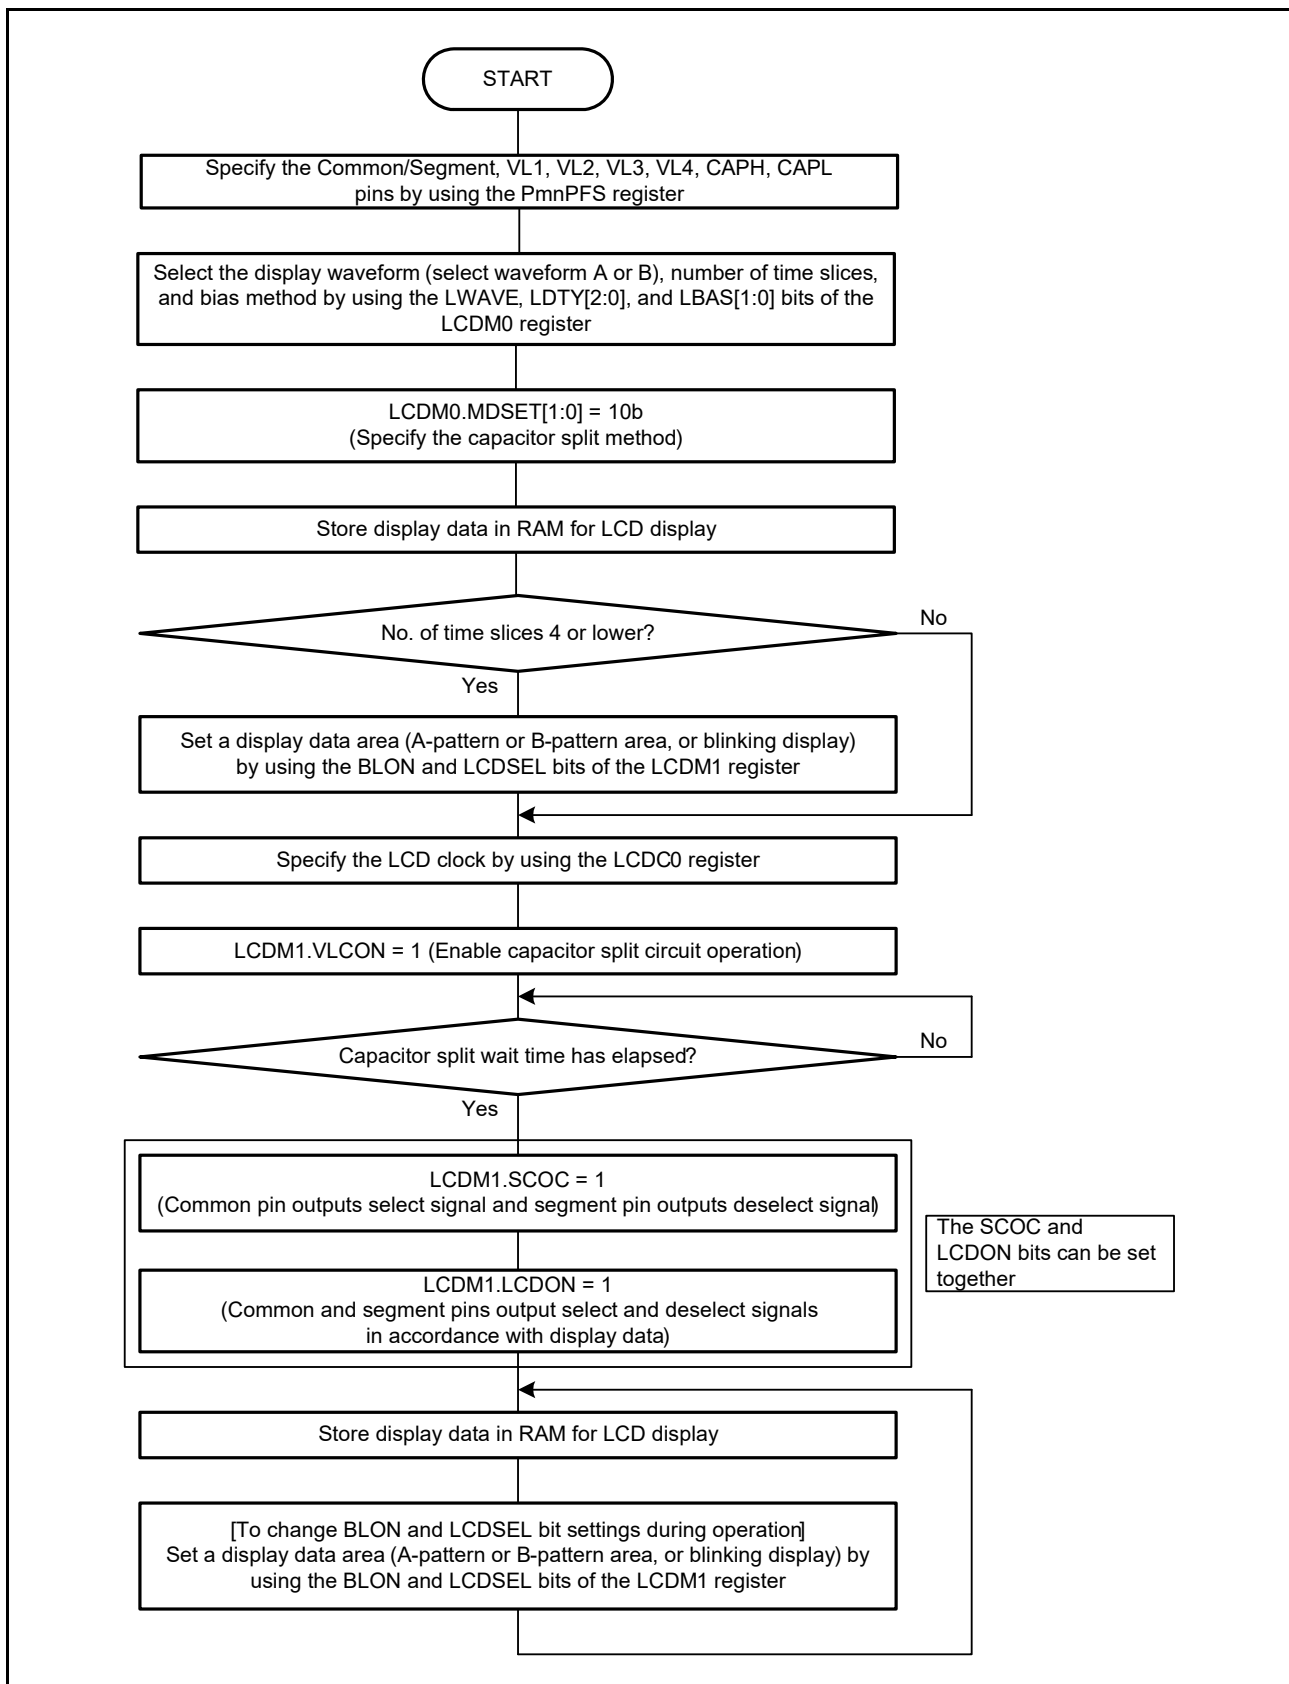 START
Specify the Common/Segment, VL1, VL2, VL3, VL4, CAPH, CAPL
pins by using the PmnPFS register
Select the display waveform (select waveform A or B), number of time slices,
and bias method by using the LWAVE, LDTY[2:0], and LBAS[1:0] bits of the
LCDM0 register
LCDM0.MDSET[1:0] = 10b
(Specify the capacitor split method)
Store display data in RAM for LCD display
No. of time slices 4 or lower?
No
Yes
Set a display data area (A-pattern or B-pattern area, or blinking display)
by using the BLON and LCDSEL bits of the LCDM1 register
Specify the LCD clock by using the LCDC0 register
LCDM1.VLCON = 1 (Enable capacitor split circuit operation)
Capacitor split wait time has elapsed?
No
Yes
LCDM1.SCOC = 1
(Common pin outputs select signal and segment pin outputs deselect signal)
The SCOC and
LCDON bits can be set
together
LCDM1.LCDON = 1
(Common and segment pins output select and deselect signals
in accordance with display data)
Store display data in RAM for LCD display
[To change BLON and LCDSEL bit settings during operation]
Set a display data area (A-pattern or B-pattern area, or blinking display) by
using the BLON and LCDSEL bits of the LCDM1 register